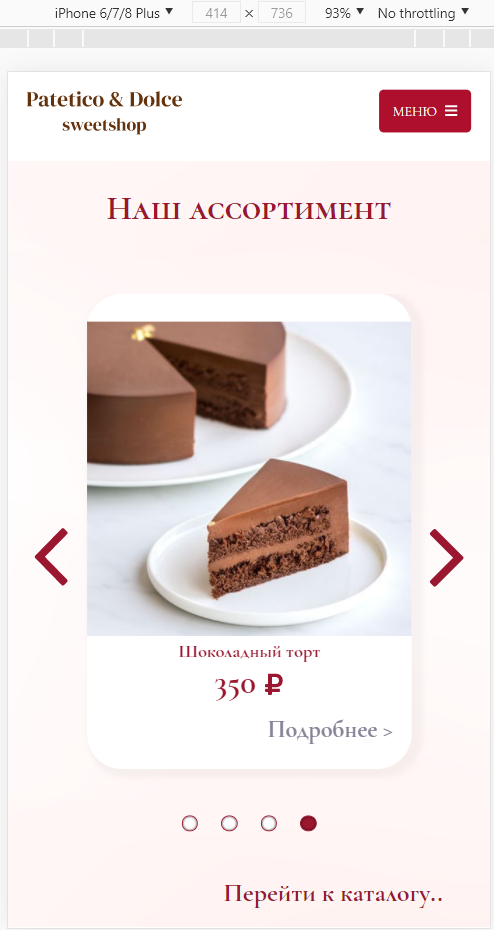 iPhone 6/7/8 Plus ▼ 414 × 736 93% ▼ No throttling ▼
Patetico & Dolce
sweetshop
МЕНЮ
Наш ассортимент
Шоколадный торт
350 ₽
Подробнее >
Перейти к каталогу..